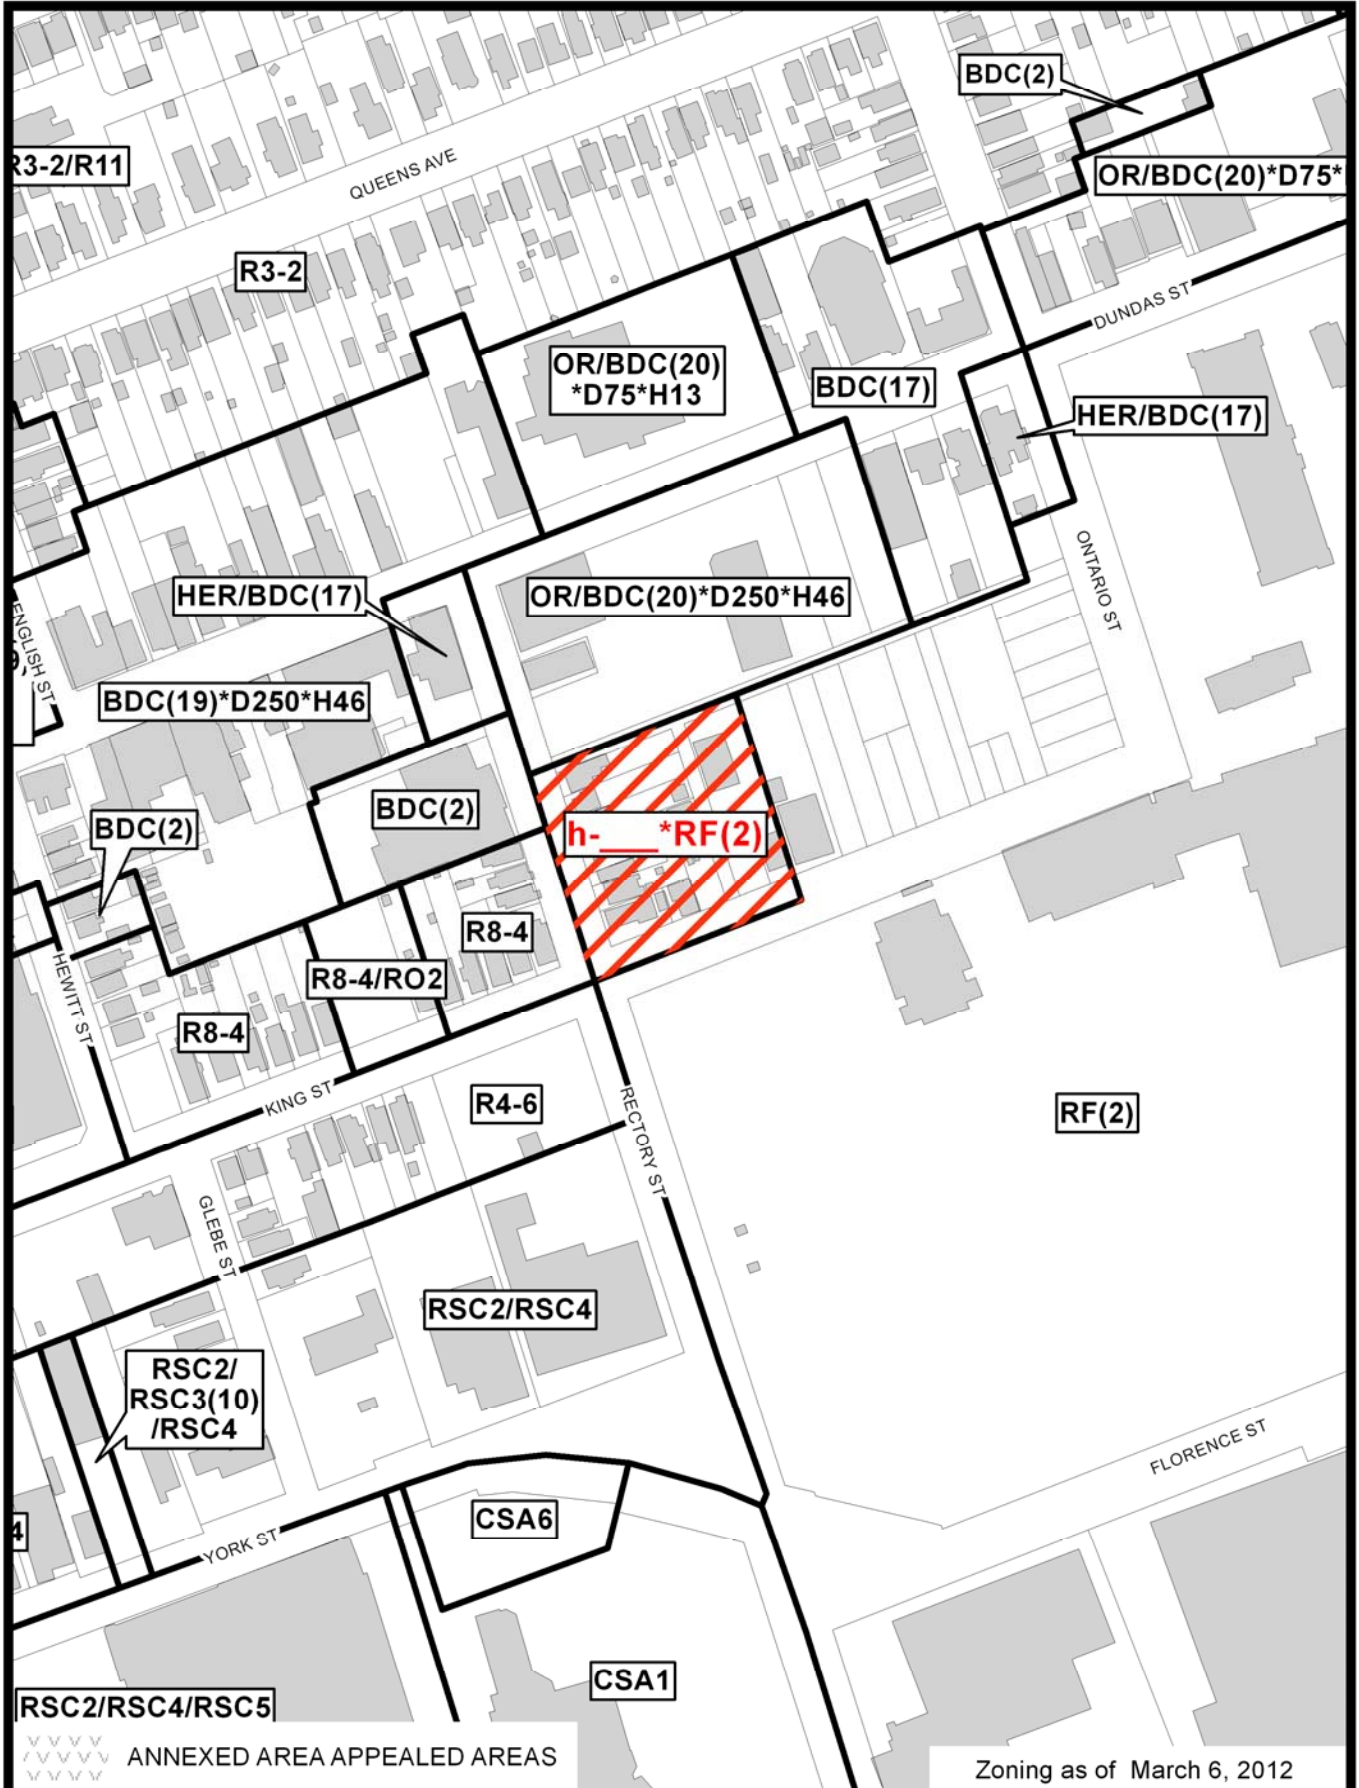 BDC(2)
R3-2/R11
QUEENS AVE
OR/BDC(20)*D75*
R3-2
DUNDAS ST
OR/BDC(20)
*D75*H13
BDC(17)
HER/BDC(17)
ONTARIO ST
HER/BDC(17)
OR/BDC(20)*D250*H46
ENGLISH ST
9)
BDC(19)*D250*H46
BDC(2)
BDC(2)
h-___*RF(2)
R8-4
HEWITT ST
R8-4/RO2
R8-4
KING ST
R4-6
RECTORY ST
RF(2)
GLEBE ST
RSC2/RSC4
RSC2/
RSC3(10)
/RSC4
FLORENCE ST
4
CSA6
YORK ST
CSA1
RSC2/RSC4/RSC5
ANNEXED AREA APPEALED AREAS
Zoning as of March 6, 2012